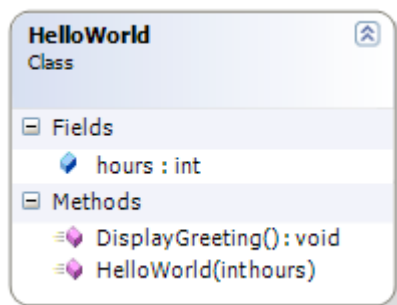 HelloWorld
Class
Fields
hours : int
Methods
DisplayGreeting() : void
HelloWorld(inthours)